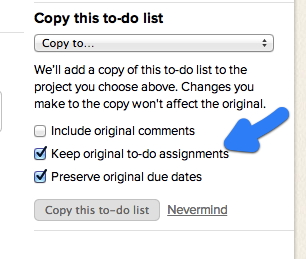 Copy this to-do list
Copy to...
We'll add a copy of this to-do list to the
project you choose above. Changes you
make to the copy won't affect the original.
Include original comments
Keep original to-do assignments
Preserve original due dates
Copy this to-do list Nevermind